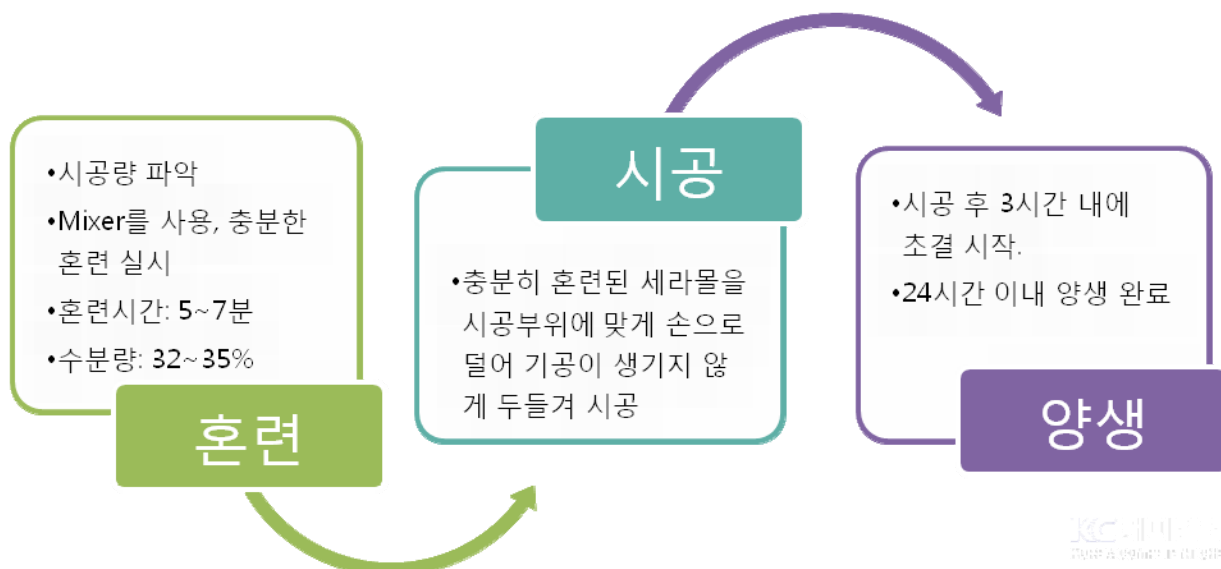 •시공량 파악
•Mixer를 사용, 충분한
혼련 실시
•혼련시간: 5~7분
•수분량: 32~35%
혼련
시공
•충분히 혼련된 세라몰을
시공부위에 맞게 손으로
덜어 기공이 생기지 않
게 두들겨 시공
•시공 후 3시간 내에
초결 시작.
•24시간 이내 양생 완료
양생
KC